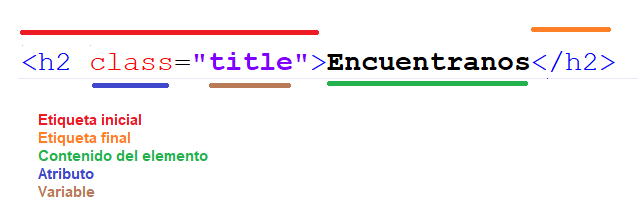 <h2 class="title">Encuentranos</h2>
Etiqueta inicial
Etiqueta final
Contenido del elemento
Atributo
Variable